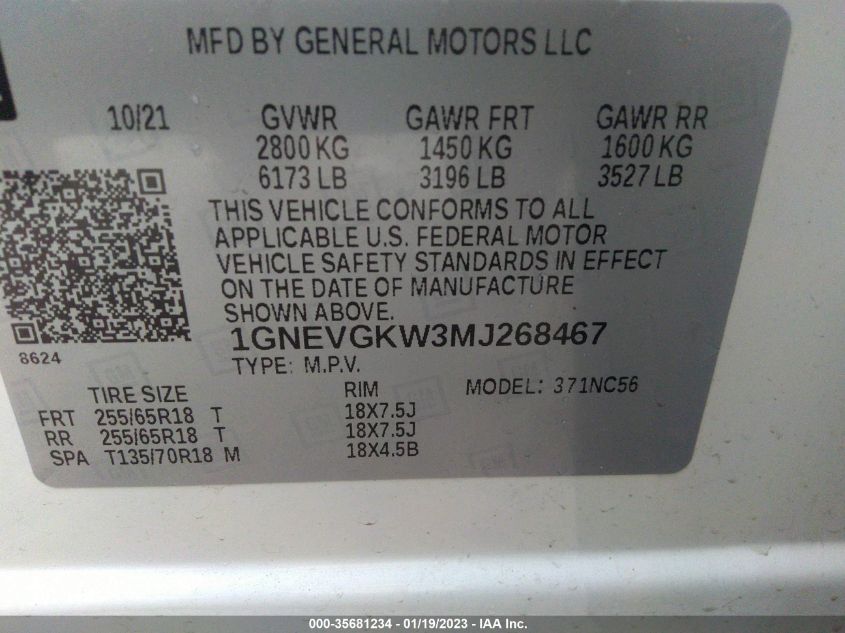 MFD BY GENERAL MOTORS LLC
10/21 GVWR GAWR FRT GAWR RR
2800 KG 1450 KG 1600 KG
6173 LB 3196 LB 3527 LB
THIS VEHICLE CONFORMS TO ALL
APPLICABLE U.S. FEDERAL MOTOR
VEHICLE SAFETY STANDARDS IN EFFECT
ON THE DATE OF MANUFACTURE
SHOWN ABOVE.
8624 1GNEVGKW3MJ268467
TYPE: M.P.V.
TIRE SIZE RIM MODEL: 371NC56
FRT 255/65R18 T 18X7.5J
RR 255/65R18 T 18X7.5J
SPA T135/70R18 M 18X4.5B
000-35681234 - 01/19/2023 - IAA Inc.